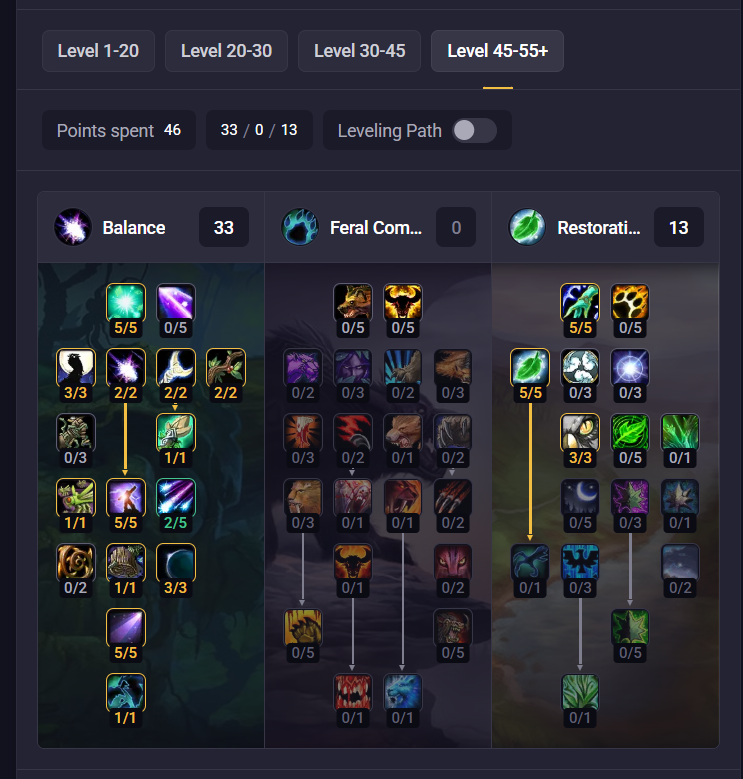 Level 1-20 Level 20-30 Level 30-45 Level 45-55+
Points spent 46 33 / 0 / 13 Leveling Path
Balance 33 Feral Com... 0 Restorati... 13
5/5 0/5 0/5 0/5 5/5 0/5
3/3 2/2 2/2 2/2 0/2 0/3 0/2 0/3 5/5 0/3 0/3
0/3 1/1 0/3 0/2 0/1 0/2 3/3 0/5 0/1
1/1 5/5 2/5 0/3 0/1 0/1 0/2 0/5 0/3 0/1
0/2 1/1 3/3 0/1 0/2 0/1 0/3 0/2
5/5 0/5 0/5 0/5
1/1 0/1 0/1 0/1